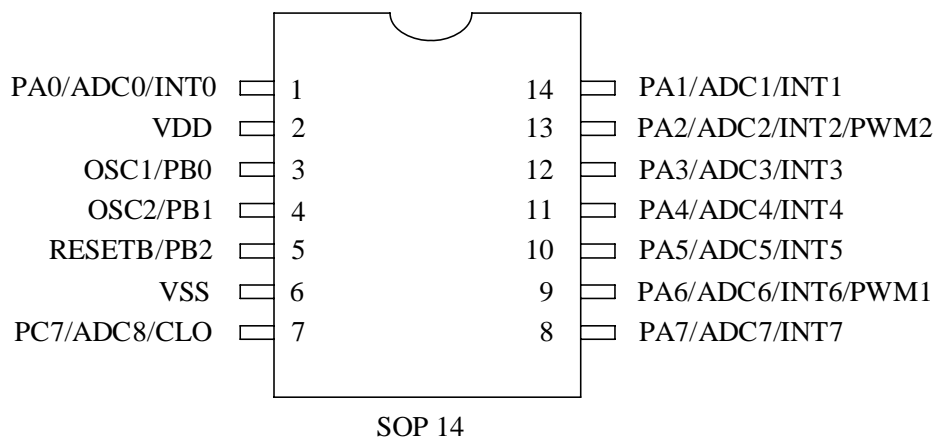 PA0/ADC0/INT0 1 14 PA1/ADC1/INT1
VDD 2 13 PA2/ADC2/INT2/PWM2
OSC1/PB0 3 12 PA3/ADC3/INT3
OSC2/PB1 4 11 PA4/ADC4/INT4
RESETB/PB2 5 10 PA5/ADC5/INT5
VSS 6 9 PA6/ADC6/INT6/PWM1
PC7/ADC8/CLO 7 8 PA7/ADC7/INT7
SOP 14